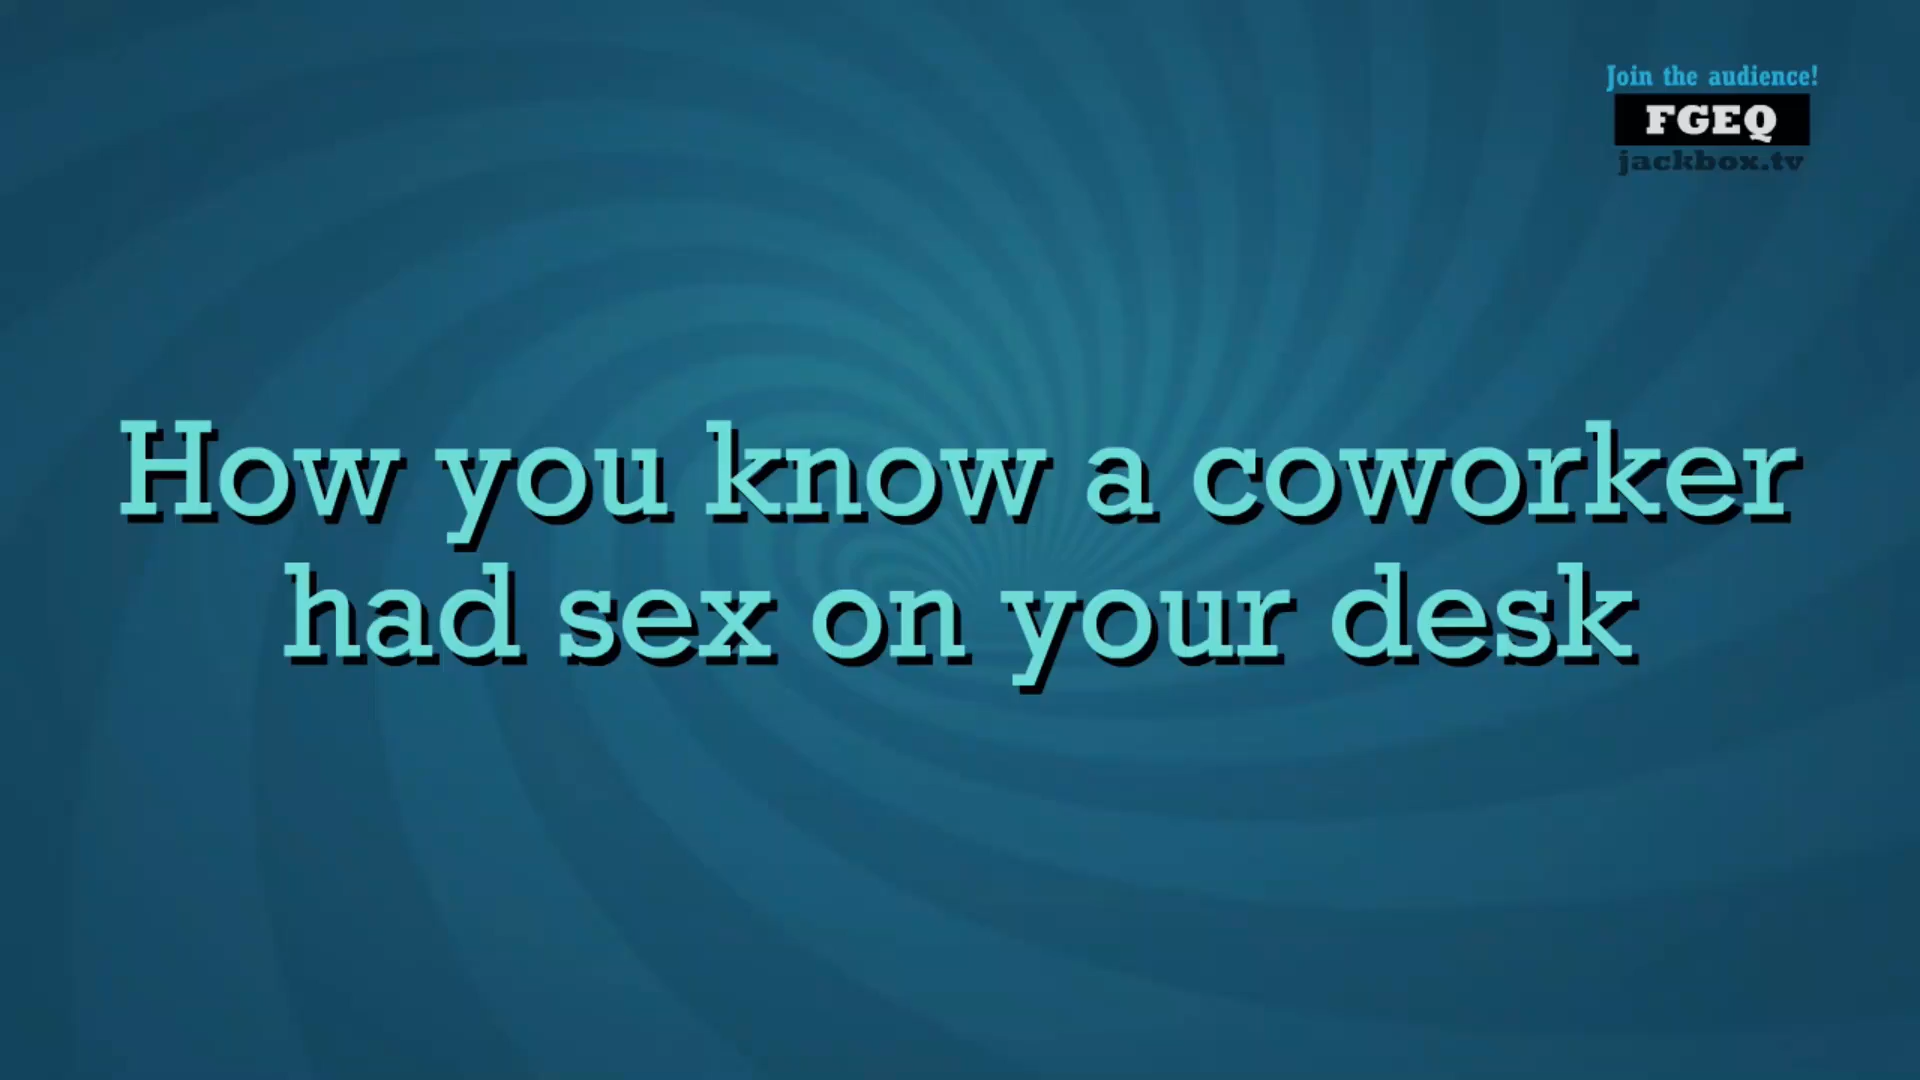 Join the audience!
FGEQ
jackbox.tv
How you know a coworker
had sex on your desk